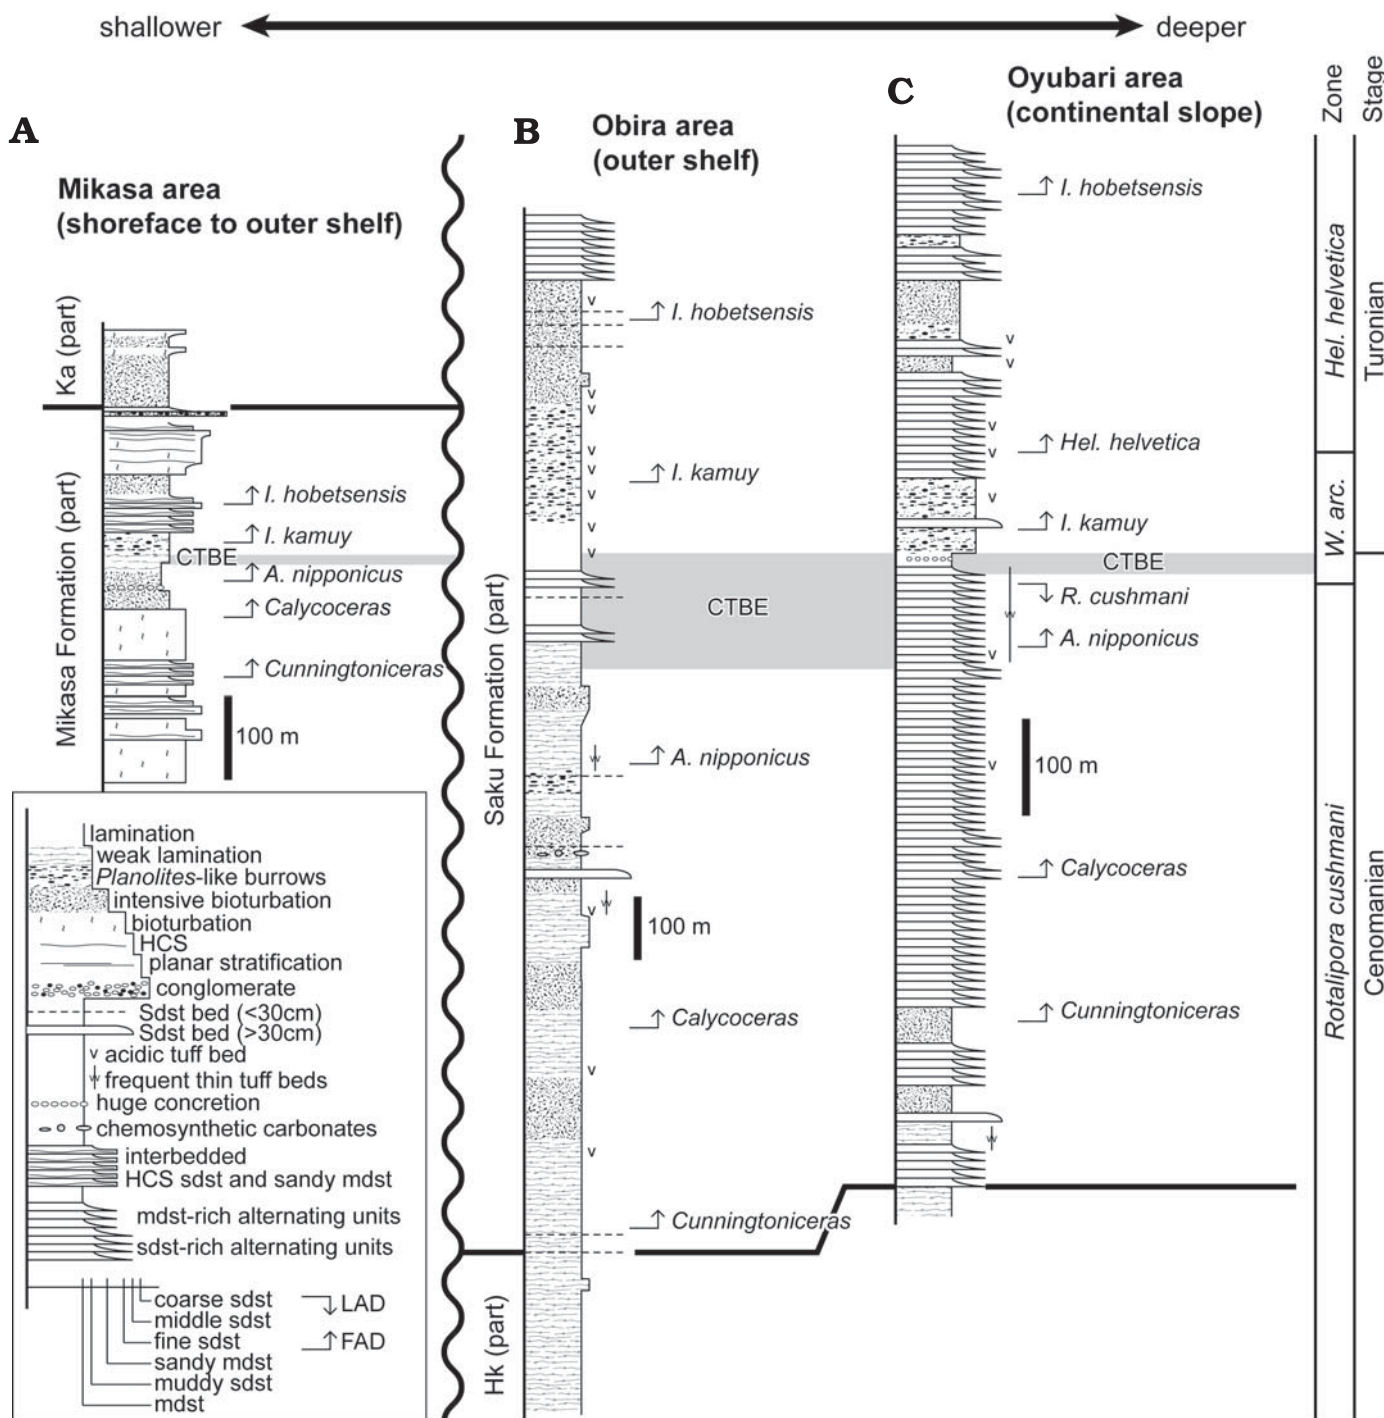 shallower
deeper
A
Mikasa area
(shoreface to outer shelf)
Ka (part)
Mikasa Formation (part)
I. hobetsensis
I. kamuy
CTBE
A. nipponicus
Calycoceras
Cunningtoniceras
100 m
B
Obira area
(outer shelf)
Saku Formation (part)
Hk (part)
v
I. hobetsensis
v
v
v
v
I. kamuy
v
v
v
CTBE
A. nipponicus
v
100 m
Calycoceras
v
v
Cunningtoniceras
C
Oyubari area
(continental slope)
I. hobetsensis
v
v
v
Hel. helvetica
v
v
I. kamuy
CTBE
R. cushmani
A. nipponicus
v
100 m
v
Calycoceras
Cunningtoniceras
Zone
Stage
Hel. helvetica
W. arc.
Rotalipora cushmani
Turonian
Cenomanian
lamination
weak lamination
Planolites-like burrows
intensive bioturbation
bioturbation
HCS
planar stratification
conglomerate
Sdst bed (<30cm)
Sdst bed (>30cm)
v acidic tuff bed
frequent thin tuff beds
huge concretion
chemosynthetic carbonates
interbedded
HCS sdst and sandy mdst
mdst-rich alternating units
sdst-rich alternating units
coarse sdst
middle sdst
fine sdst
sandy mdst
muddy sdst
mdst
LAD
FAD